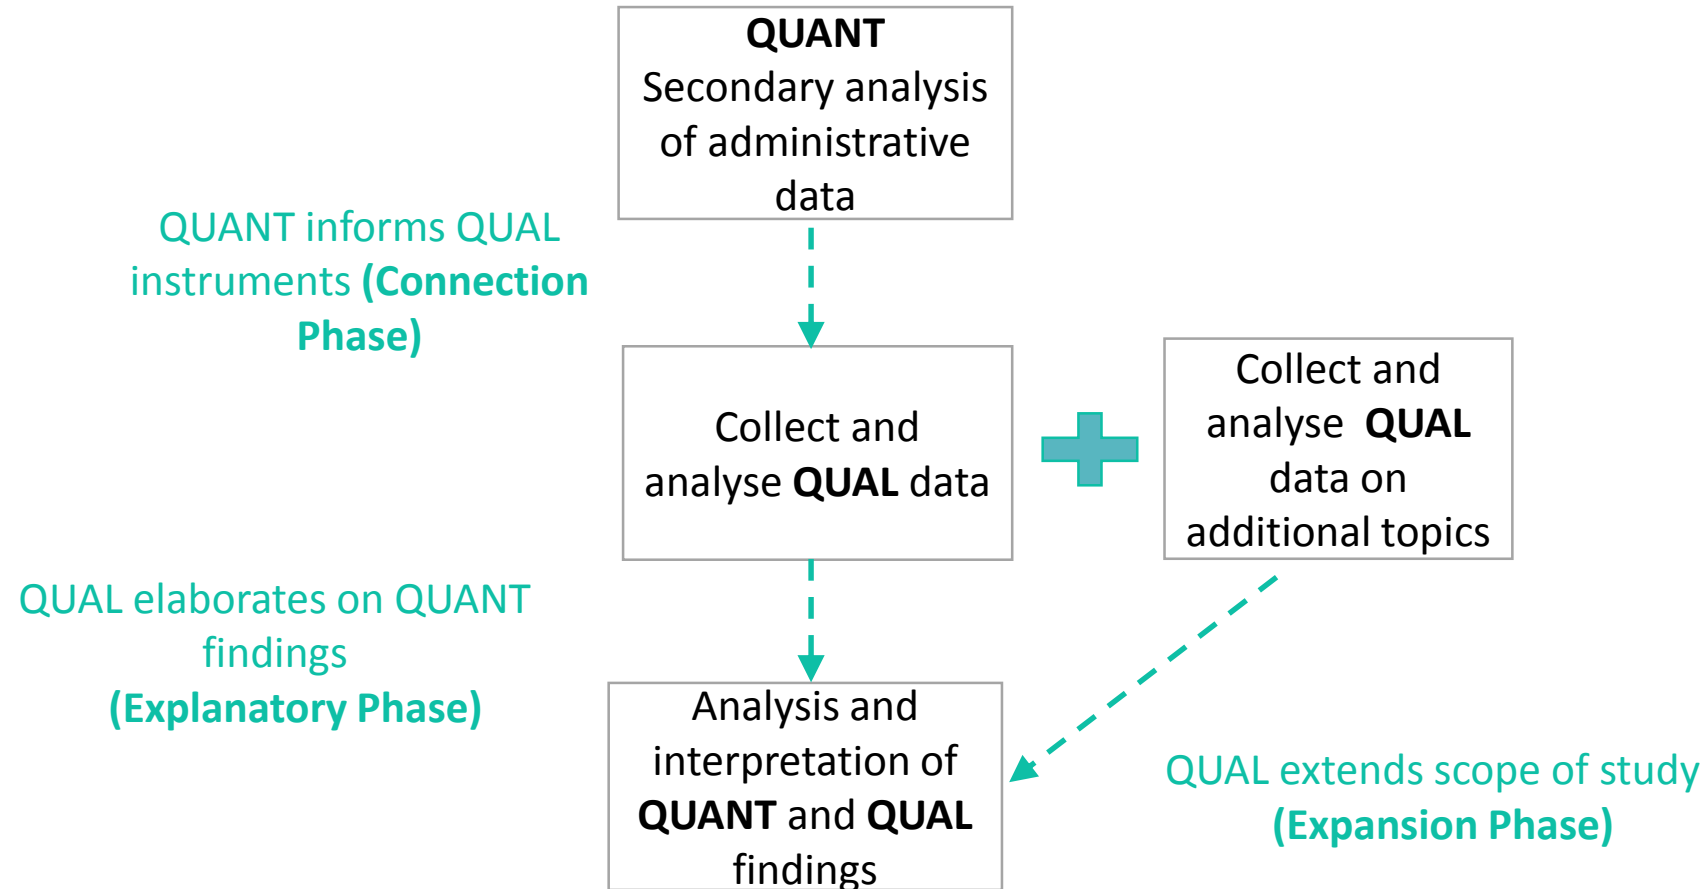 QUANT
Secondary analysis
of administrative
data
QUANT informs QUAL
instruments (Connection
Phase)
Collect and
analyse QUAL data
Collect and
analyse  QUAL
data on
additional topics
QUAL elaborates on QUANT
findings
(Explanatory Phase)
Analysis and
interpretation of
QUANT and QUAL
findings
QUAL extends scope of study
(Expansion Phase)